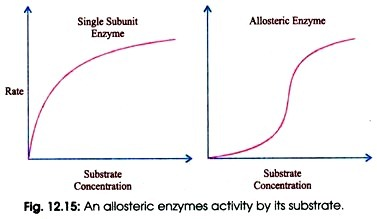 Single Subunit
Enzyme
Rate
Substrate
Concentration
Allosteric Enzyme
Substrate
Concentration
Fig. 12.15: An allosteric enzymes activity by its substrate.